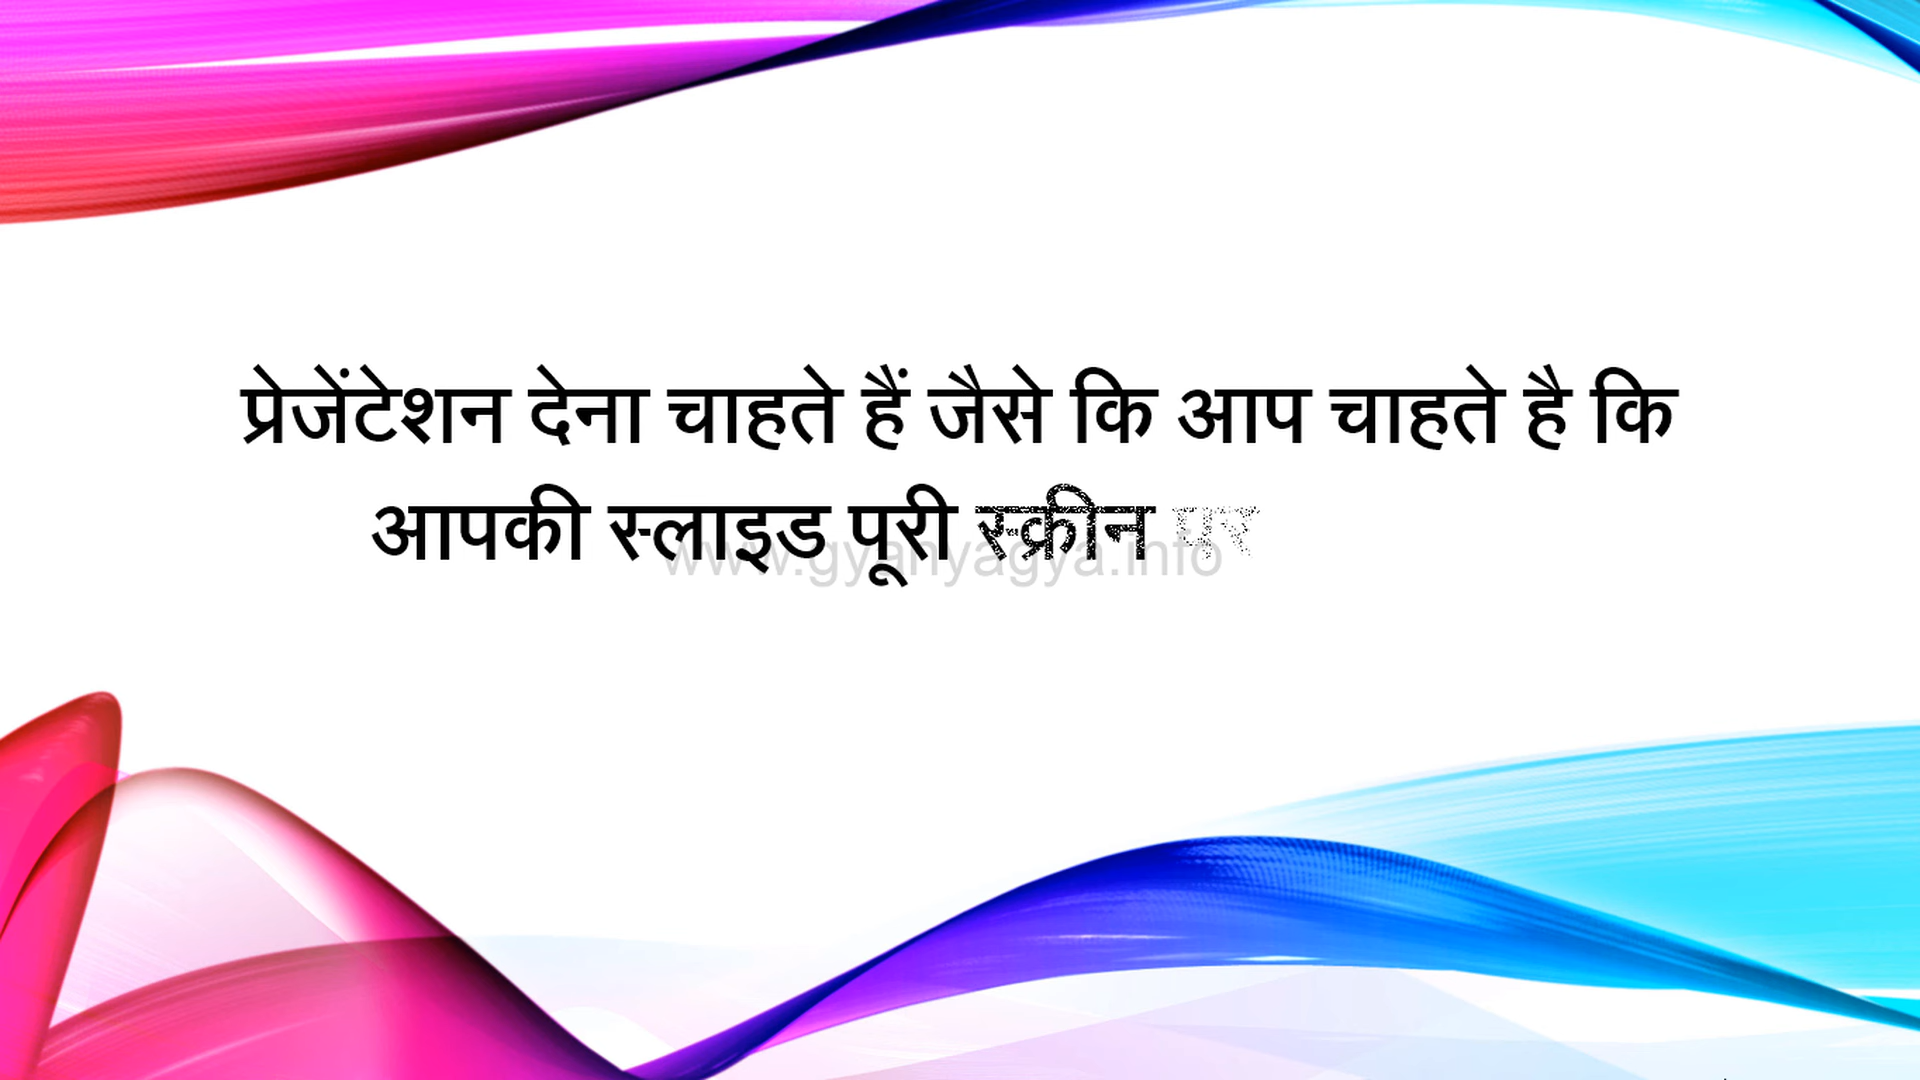 प्रेजेंटेशन देना चाहते हैं जैसे कि आप चाहते है कि
आपकी स्लाइड पूरी स्क्रीन पर
www.gyanyagya.info